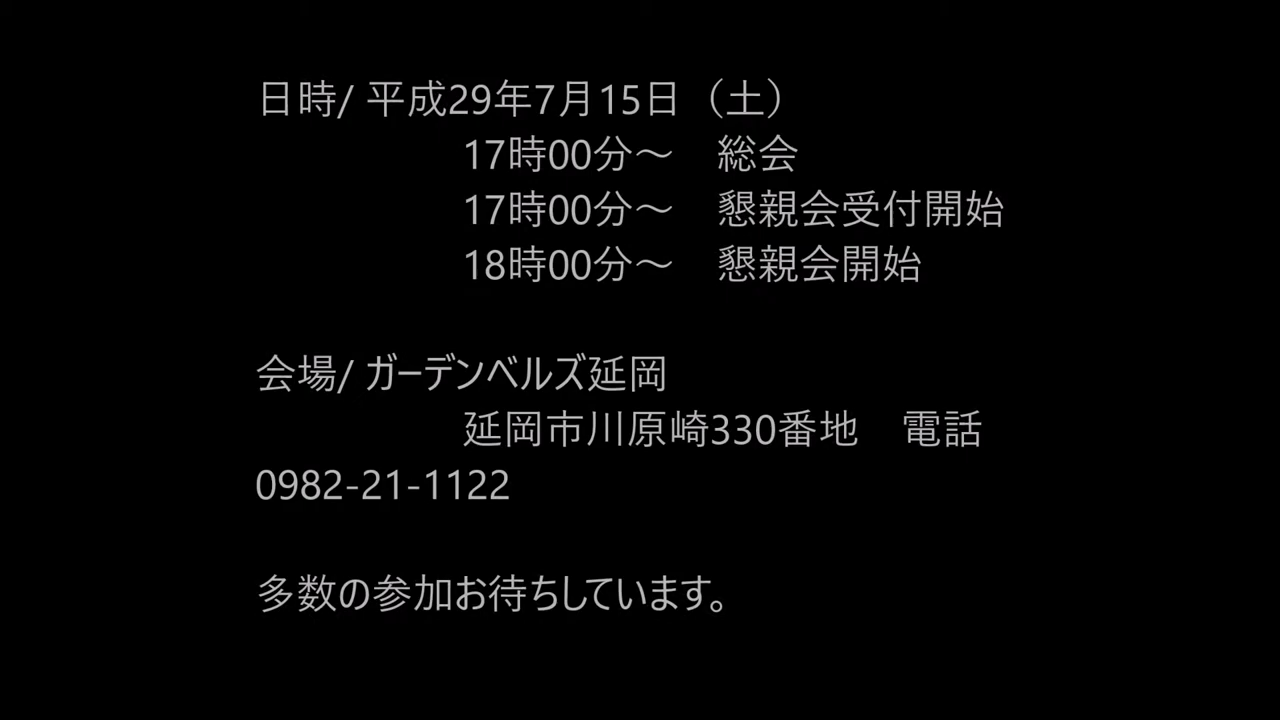 日時/ 平成29年7月15日（土）
17時00分～　総会
17時00分～　懇親会受付開始
18時00分～　懇親会開始
会場/ ガーデンベルズ延岡
延岡市川原崎330番地　電話
0982-21-1122
多数の参加お待ちしています。